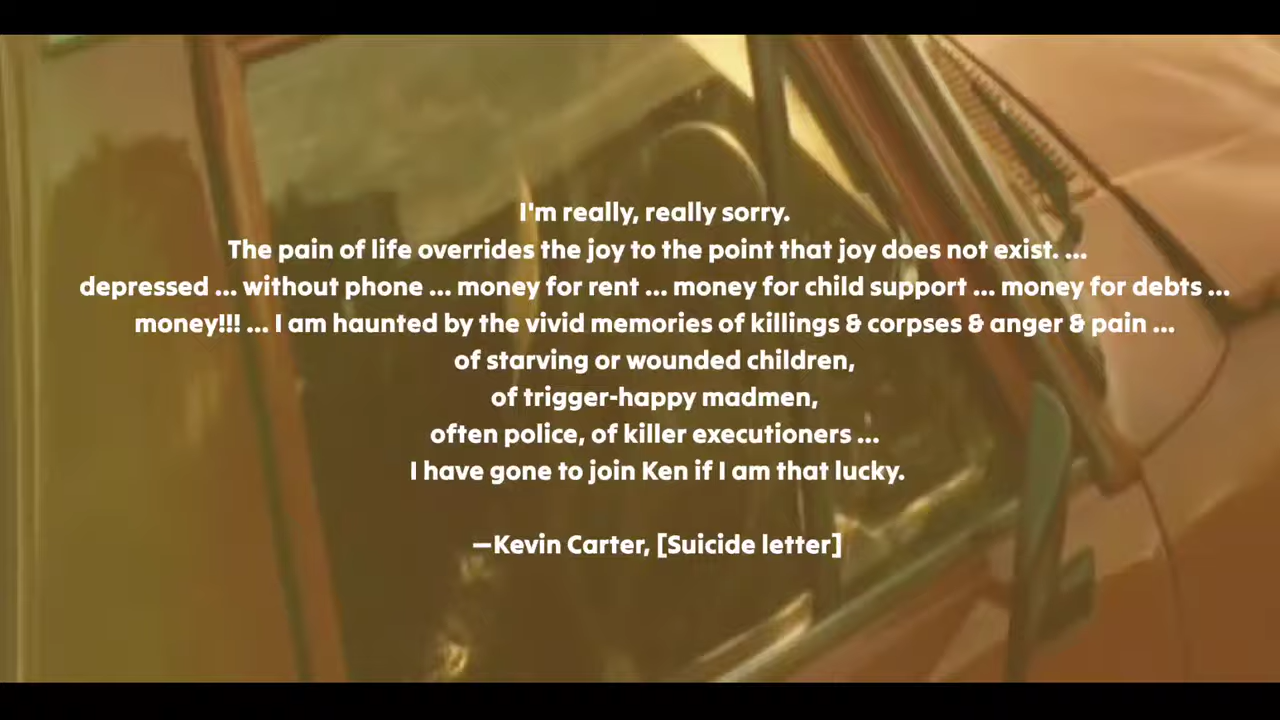 I'm really, really sorry.
The pain of life overrides the joy to the point that joy does not exist. ...
depressed ... without phone ... money for rent ... money for child support ... money for debts ...
money!!! ... I am haunted by the vivid memories of killings & corpses & anger & pain ...
of starving or wounded children,
of trigger-happy madmen,
often police, of killer executioners ...
I have gone to join Ken if I am that lucky.
—Kevin Carter, [Suicide letter]